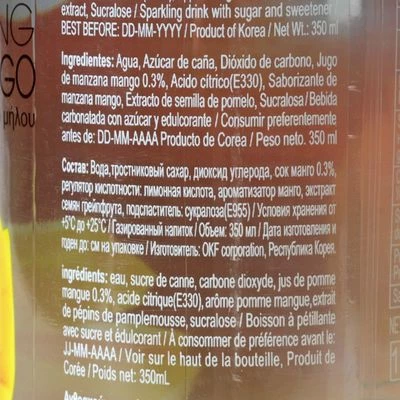 NG
GO
μήλου
extract, Sucralose / Sparkling drink with sugar and sweetener
BEST BEFORE: DD-MM-YYYY / Product of Korea / Net Wt.: 350 ml
Ingredientes: Agua, Azúcar de caña, Dióxido de carbono, Jugo
de manzana mango 0.3%, Acido cítrico(E330), Saborizante de
manzana mango, Extracto de semilla de pomelo, Sucralosa / Bebida
carbonatada con azúcar y edulcorante / Consumir preferentemente
antes de: DD-MM-AAAA Producto de Corea / Peso neto. 350 ml
Состав: Вода,тростниковый сахар, диоксид углерода, сок манго 0.3%,
регулятор кислотности: лимонная кислота, ароматизатор манго, экстракт
семян грейпфрута, подсластитель: сукралоза(E955) / Условия хранения от
+5°C до +25°C / Газированный напиток / Объем: 350 мл / Дата изготовления и
годен до: см на упаковке / Изготовитель: OKF corporation, Республика Корея.
ingrédients: eau, sucre de canne, carbone dioxyde, jus de pomme
mangue 0.3%, acide citrique(E330), arôme pomme mangue, extrait
de pépins de pamplemousse, sucralose / Boisson à pétillante
avec sucre et édulcorant / À consommer de préférence avant le:
JJ-MM-AAAA / Voir sur le haut de la bouteille, Produit de
Corée / Poids net 350mL